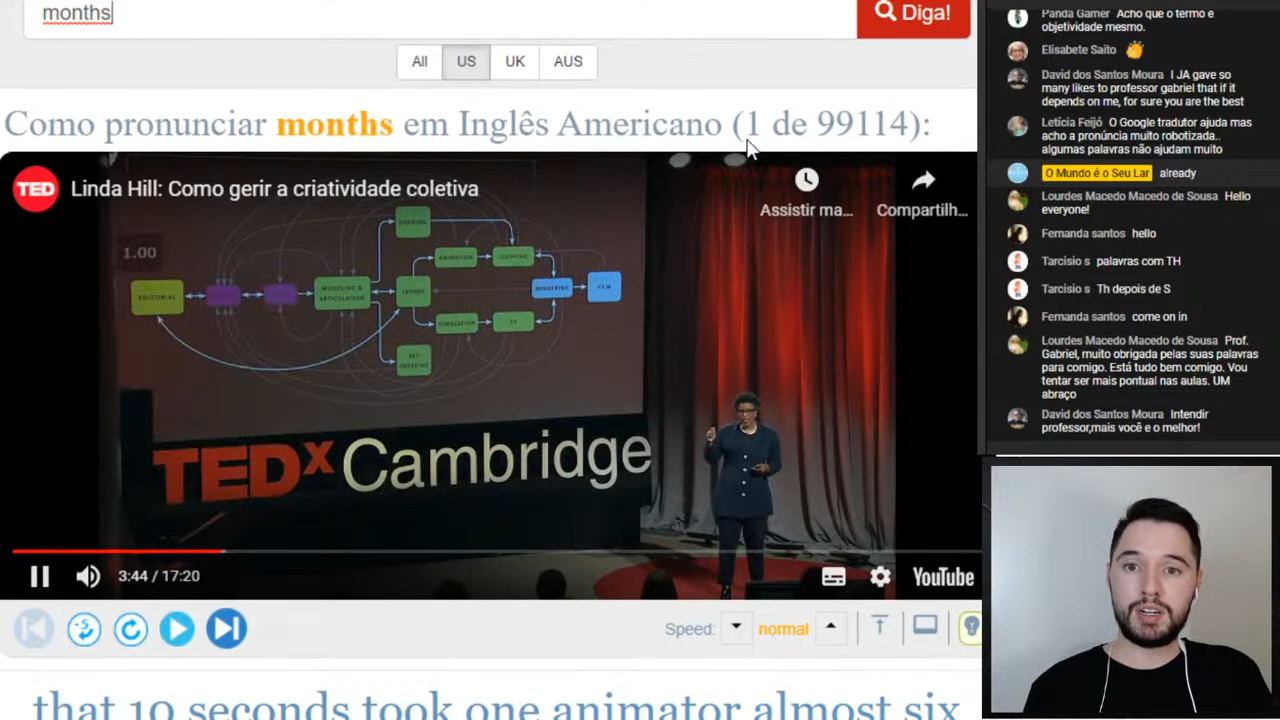 months
Diga!
All
US
UK
AUS
Como pronunciar months em Inglês Americano (1 de 99114):
TED
Linda Hill: Como gerir a criatividade coletiva
Assistir ma...
Compartilh...
1.00
EDITORIAL
MODELING &
ARTICULATION
LAYOUT
ANIMATION
LIGHTING
SIMULATION
RENDERING
FILM
SET
DRESSING
TEDxCambridge
3:44 / 17:20
YouTube
Speed:
normal
that 10 seconds took one animator almost six
Panda Gamer Acho que o termo é
objetividade mesmo.
Elisabete Saito
David dos Santos Moura I JA gave so
many likes to professor gabriel that if it
depends on me, for sure you are the best
Letícia Feijó O Google tradutor ajuda mas
acho a pronúncia muito robotizada..
algumas palavras não ajudam muito
O Mundo é o Seu Lar already
Lourdes Macedo Macedo de Sousa Hello
everyone!
Fernanda santos hello
Tarcisio s palavras com TH
Tarcisio s Th depois de S
Fernanda santos come on in
Lourdes Macedo Macedo de Sousa Prof.
Gabriel, muito obrigada pelas suas palavras
para comigo. Está tudo bem comigo. Vou
tentar ser mais pontual nas aulas. UM
abraço
David dos Santos Moura Intendir
professor,mais você e o melhor!